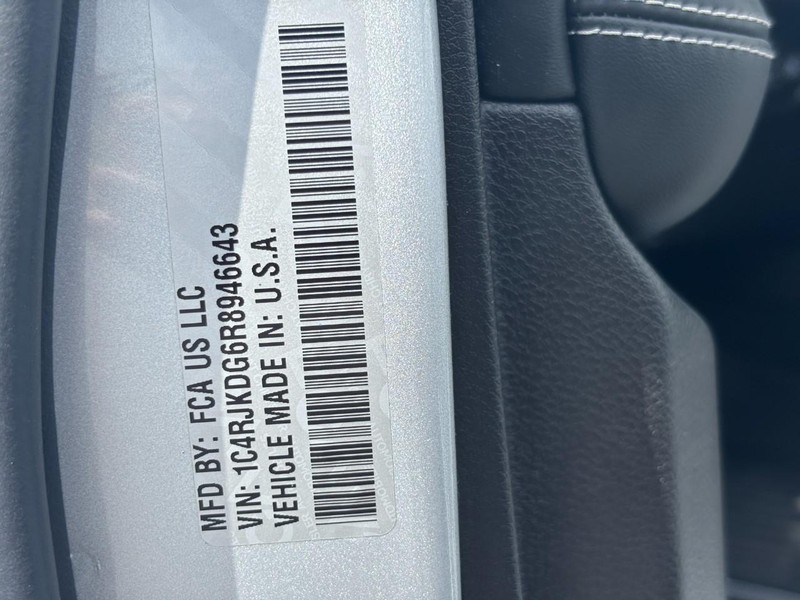 MFD BY: FCA US LLC
VIN: 1C4RJKDG6R8946643
VEHICLE MADE IN: U.S.A.